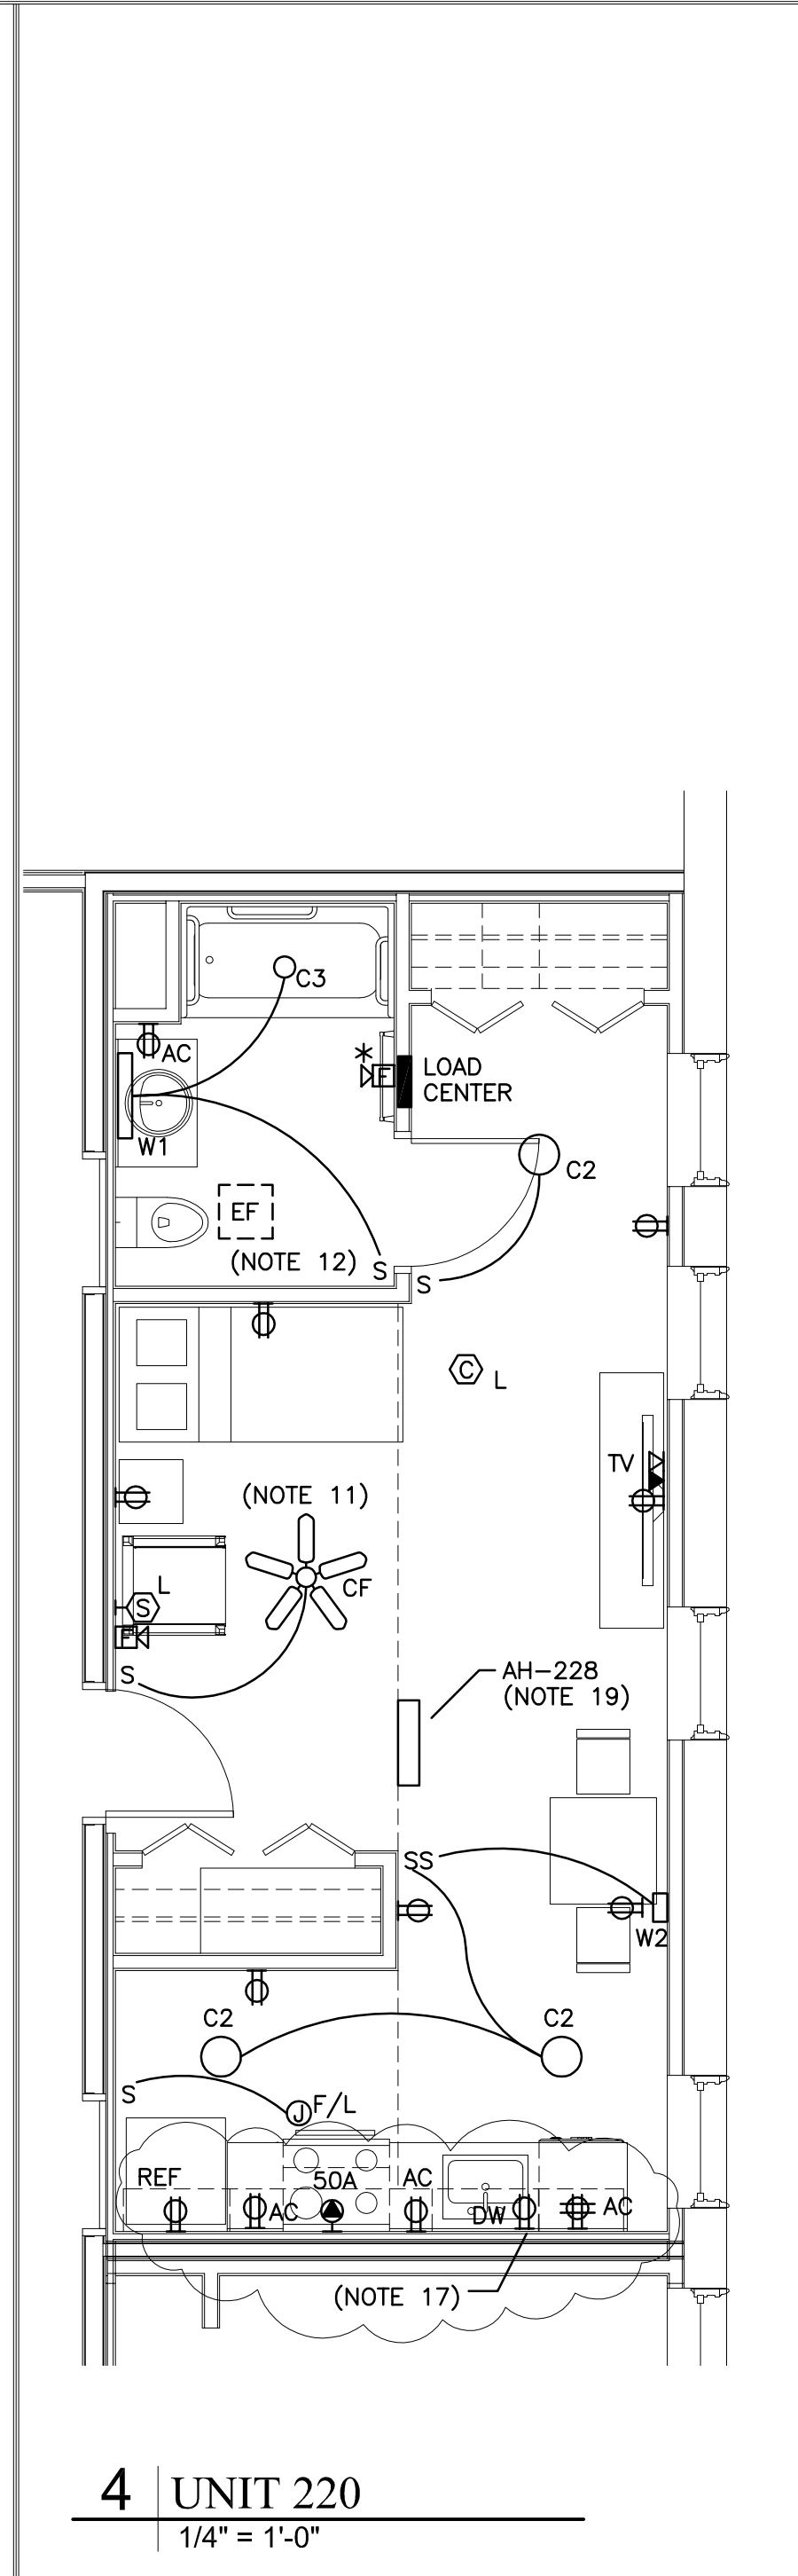 C3
AC
*
F
LOAD
CENTER
W1
C2
EF
(NOTE 12)
S
S
C
L
TV
(NOTE 11)
L
S
CF
F
S
AH-228
(NOTE 19)
SS
W2
C2
C2
S
J
F/L
REF
50A
AC
AC
DW
AC
(NOTE 17)
4
UNIT 220
1/4" = 1'-0"